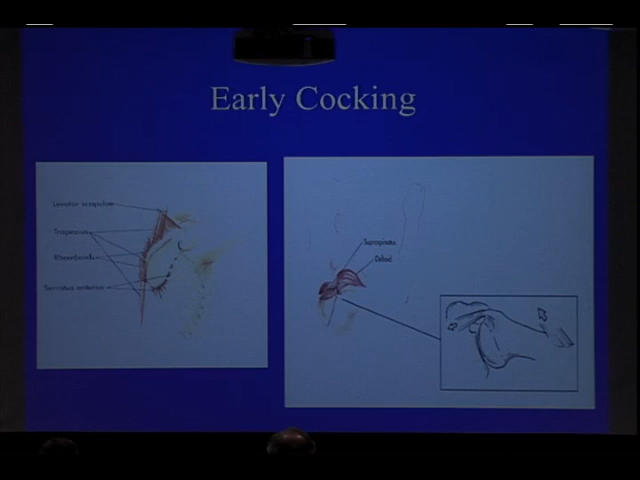 Early Cocking
Levator scapulae
Trapezius
Rhomboids
Serratus anterior
Supraspinatus
Deltoid